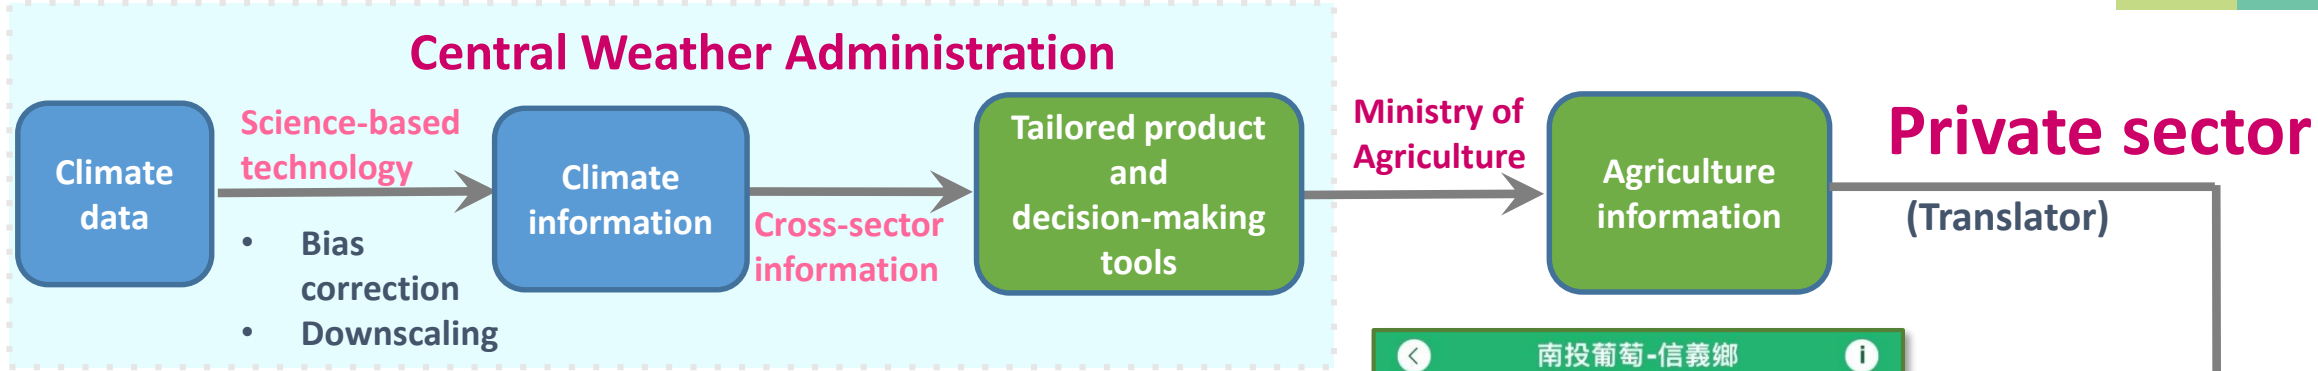 Central Weather Administration
Climate
data
Science-based
technology
• Bias
correction
• Downscaling
Climate
information
Cross-sector
information
Tailored product
and
decision-making
tools
Ministry of
Agriculture
Agriculture
information
Private sector
(Translator)
南投葡萄-信義鄉
i